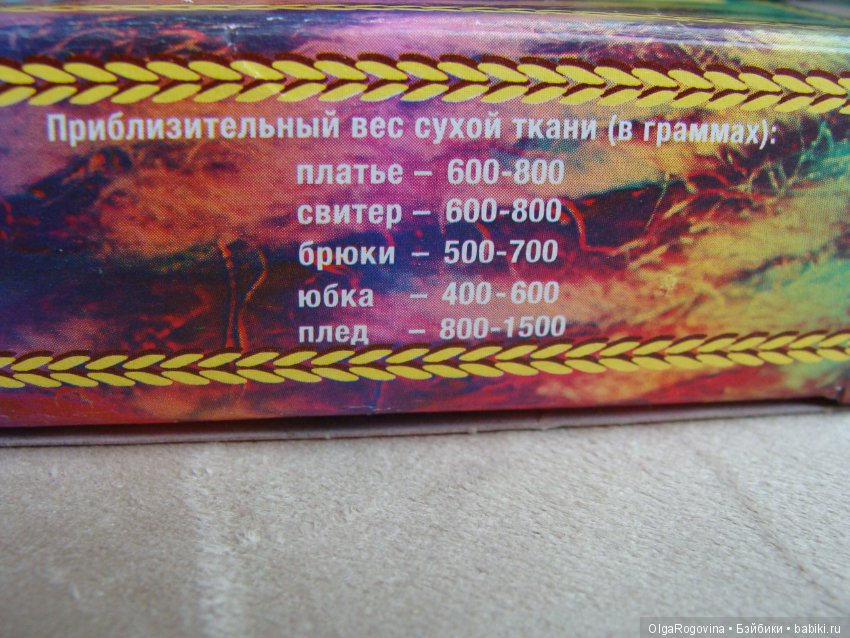 Приблизительный вес сухой ткани (в граммах):
платье – 600-800
свитер – 600-800
брюки – 500-700
юбка – 400-600
плед – 800-1500
OlgaRogovina • Бэйбики • babiki.ru